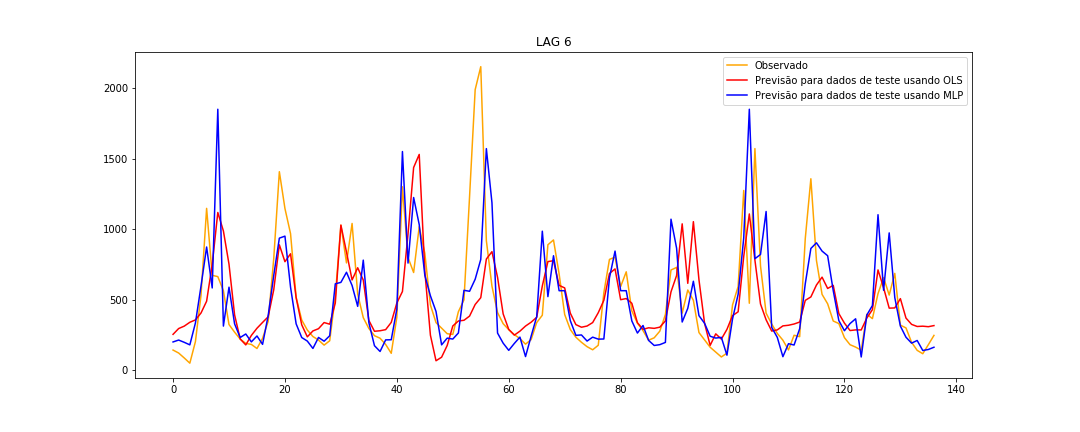 LAG 6
Observado
Previsão para dados de teste usando OLS
Previsão para dados de teste usando MLP
2000
1500
1000
500
0
0 20 40 60 80 100 120 140